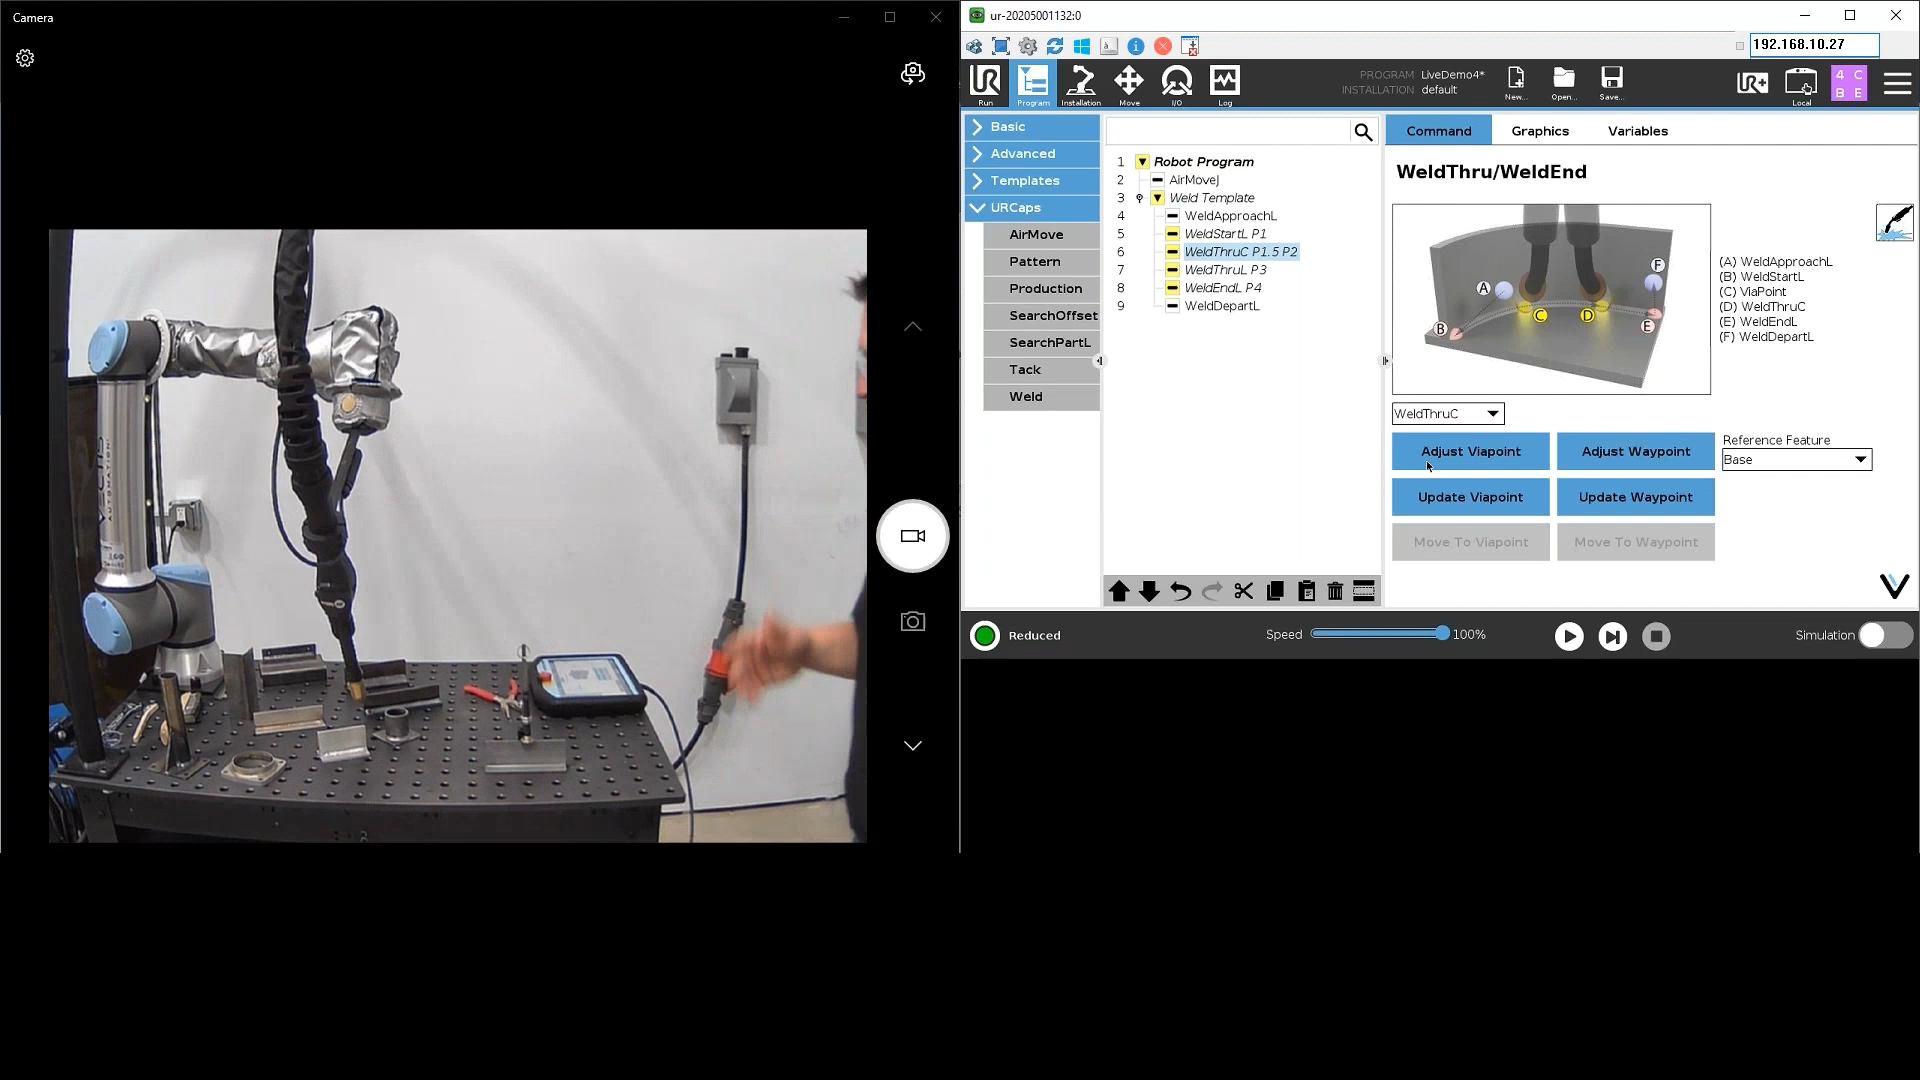 Camera
ur-20205001132:0
192.168.10.27
Run
Program
Installation
Move
I/O
Log
PROGRAM LiveDemo4*
INSTALLATION default
New...
Open...
Save...
UR+
Local
4 C
B E
Basic
Advanced
Templates
URCaps
AirMove
Pattern
Production
SearchOffset
SearchPartL
Tack
Weld
1 Robot Program
2 AirMoveJ
3 Weld Template
4 WeldApproachL
5 WeldStartL P1
6 WeldThruC P1.5 P2
7 WeldThruL P3
8 WeldEndL P4
9 WeldDepartL
Command Graphics Variables
WeldThru/WeldEnd
A
B
C
D
E
F
(A) WeldApproachL
(B) WeldStartL
(C) ViaPoint
(D) WeldThruC
(E) WeldEndL
(F) WeldDepartL
WeldThruC
Adjust Viapoint Adjust Waypoint
Reference Feature
Base
Update Viapoint Update Waypoint
Move To Viapoint Move To Waypoint
Reduced
Speed 100%
Simulation
VECTIS
AUTOMATION